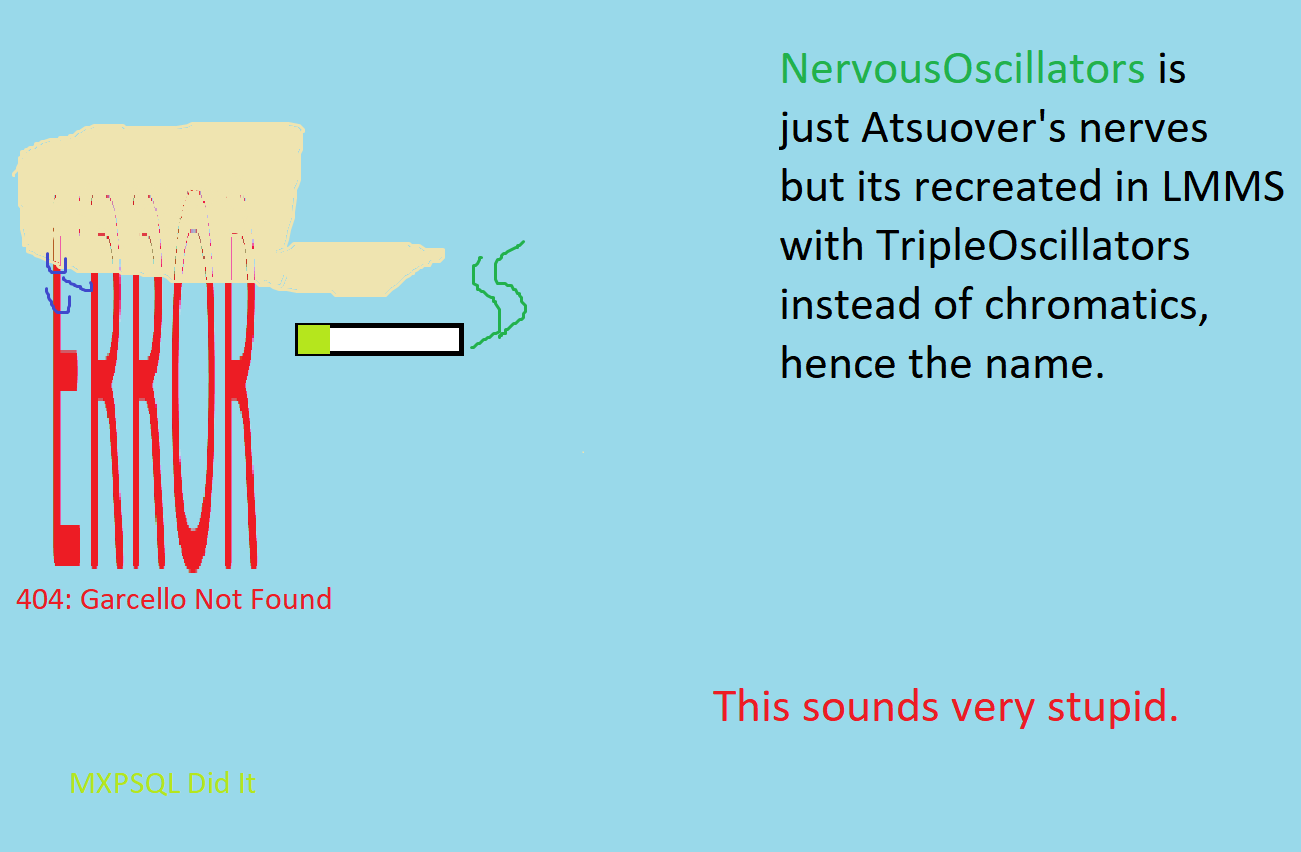 NervousOscillators is
just Atsuover's nerves
but its recreated in LMMS
with TripleOscillators
instead of chromatics,
hence the name.
ERROR
404: Garcello Not Found
This sounds very stupid.
MXPSQL Did It